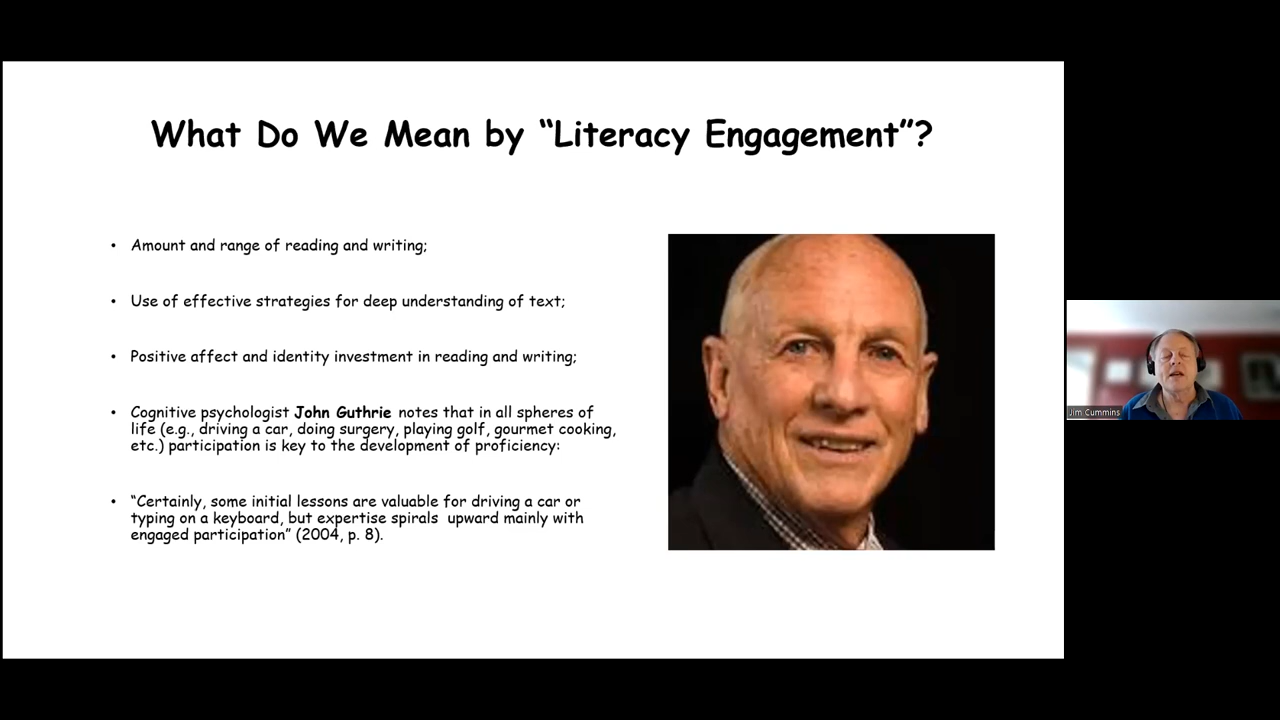 What Do We Mean by “Literacy Engagement”?
• Amount and range of reading and writing;
• Use of effective strategies for deep understanding of text;
• Positive affect and identity investment in reading and writing;
• Cognitive psychologist John Guthrie notes that in all spheres of
life (e.g., driving a car, doing surgery, playing golf, gourmet cooking,
etc.) participation is key to the development of proficiency:
• “Certainly, some initial lessons are valuable for driving a car or
typing on a keyboard, but expertise spirals upward mainly with
engaged participation” (2004, p. 8).
Jim Cummins